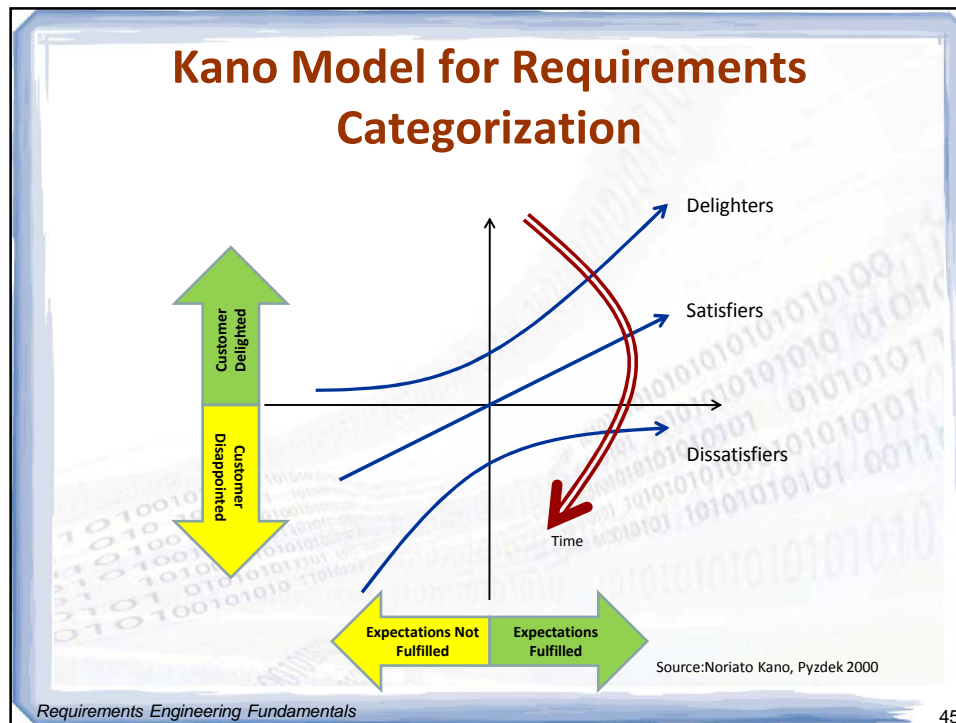 Kano Model for Requirements
Categorization
Delighters
Satisfiers
Dissatisfiers
Customer
Delighted
Customer
Disappointed
Time
Expectations Not
Fulfilled
Expectations
Fulfilled
Source:Noriato Kano, Pyzdek 2000
Requirements Engineering Fundamentals
45